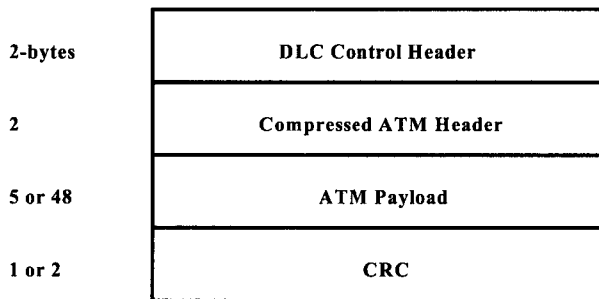 2-bytes DLC Control Header
2 Compressed ATM Header
5 or 48 ATM Payload
1 or 2 CRC